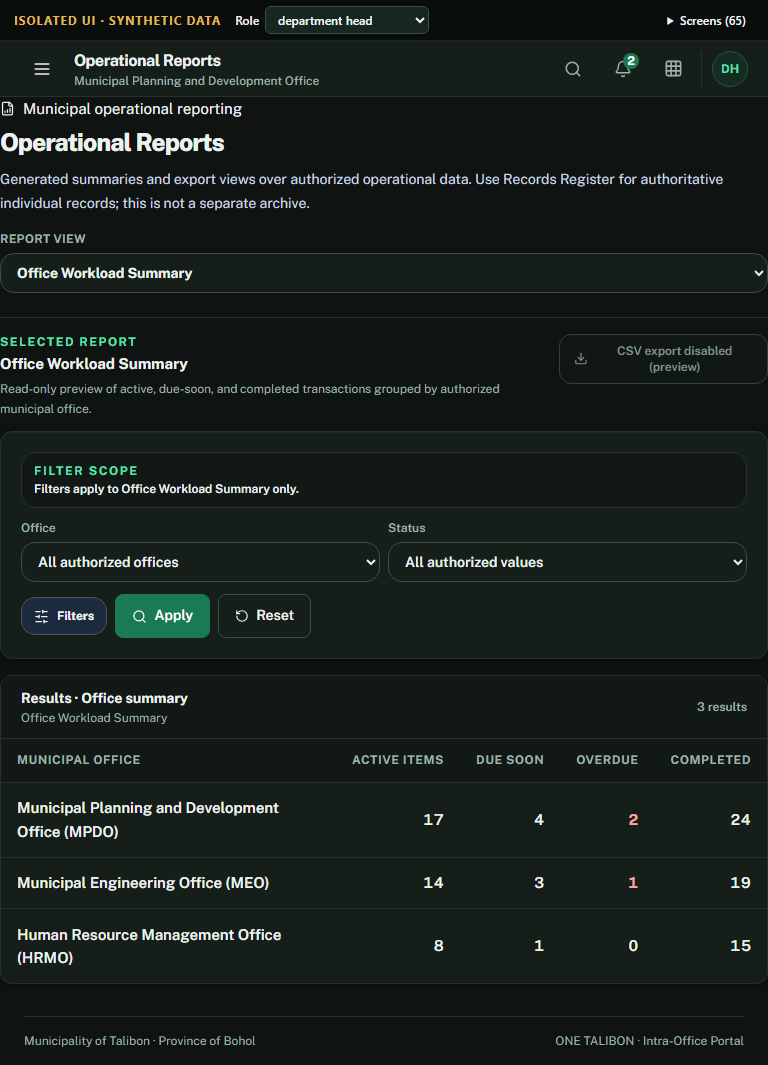 ISOLATED UI · SYNTHETIC DATA Role department head Screens (65)
Operational Reports
Municipal Planning and Development Office
2
DH
Municipal operational reporting
Operational Reports
Generated summaries and export views over authorized operational data. Use Records Register for authoritative
individual records; this is not a separate archive.
REPORT VIEW
Office Workload Summary
SELECTED REPORT
Office Workload Summary
Read-only preview of active, due-soon, and completed transactions grouped by authorized
municipal office.
CSV export disabled
(preview)
FILTER SCOPE
Filters apply to Office Workload Summary only.
Office Status
All authorized offices All authorized values
Filters Apply Reset
Results · Office summary
Office Workload Summary
3 results
MUNICIPAL OFFICE ACTIVE ITEMS DUE SOON OVERDUE COMPLETED
Municipal Planning and Development
Office (MPDO) 17 4 2 24
Municipal Engineering Office (MEO) 14 3 1 19
Human Resource Management Office
(HRMO) 8 1 0 15
Municipality of Talibon · Province of Bohol ONE TALIBON · Intra-Office Portal